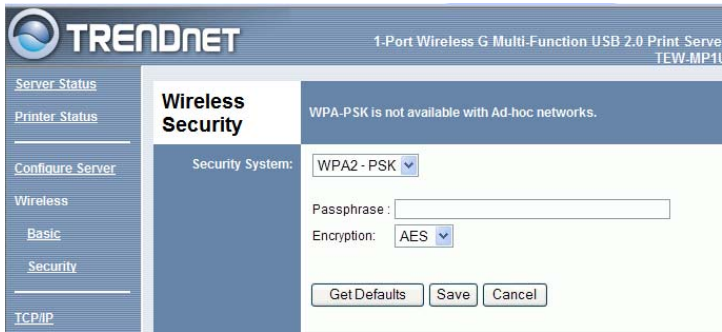 TRENDNET
1-Port Wireless G Multi-Function USB 2.0 Print Serve
TEW-MP1U
Server Status
Printer Status
Configure Server
Wireless
Basic
Security
TCP/IP
Wireless
Security
WPA-PSK is not available with Ad-hoc networks.
Security System:
WPA2 - PSK
Passphrase :
Encryption:
AES
Get Defaults
Save
Cancel